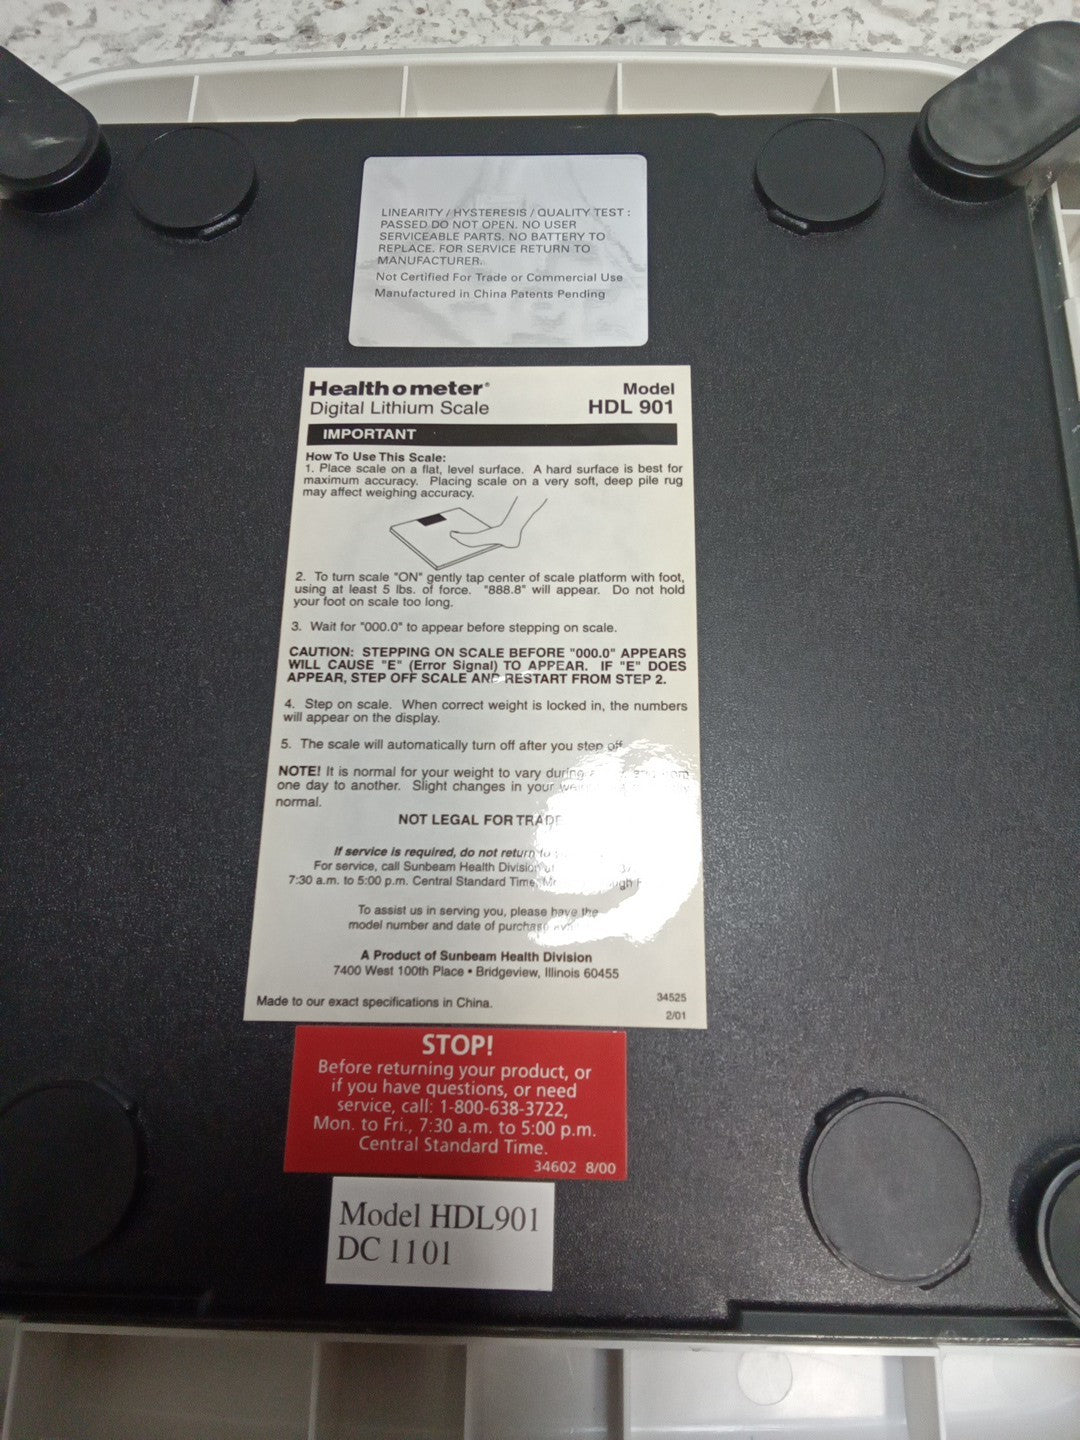 LINEARITY / HYSTERESIS / QUALITY TEST :
PASSED DO NOT OPEN. NO USER
SERVICEABLE PARTS. NO BATTERY TO
REPLACE. FOR SERVICE RETURN TO
MANUFACTURER.
Not Certified For Trade or Commercial Use
Manufactured in China Patents Pending
Health o meter®
Model
Digital Lithium Scale
HDL 901
IMPORTANT
How To Use This Scale:
1. Place scale on a flat, level surface. A hard surface is best for
maximum accuracy. Placing scale on a very soft, deep pile rug
may affect weighing accuracy.
2. To turn scale "ON" gently tap center of scale platform with foot,
using at least 5 lbs. of force. "888.8" will appear. Do not hold
your foot on scale too long.
3. Wait for "000.0" to appear before stepping on scale.
CAUTION: STEPPING ON SCALE BEFORE "000.0" APPEARS
WILL CAUSE "E" (Error Signal) TO APPEAR. IF "E" DOES
APPEAR, STEP OFF SCALE AND RESTART FROM STEP 2.
4. Step on scale. When correct weight is locked in, the numbers
will appear on the display.
5. The scale will automatically turn off after you step off
NOTE! It is normal for your weight to vary during
one day to another. Slight changes in your
normal.
NOT LEGAL FOR TRADE
If service is required, do not return to
For service, call Sunbeam Health Division
7:30 a.m. to 5:00 p.m. Central Standard Time,
To assist us in serving you, please have the
model number and date of purchase
A Product of Sunbeam Health Division
7400 West 100th Place • Bridgeview, Illinois 60455
Made to our exact specifications in China.
34525
2/01
STOP!
Before returning your product, or
if you have questions, or need
service, call: 1-800-638-3722,
Mon. to Fri., 7:30 a.m. to 5:00 p.m.
Central Standard Time.
34602 8/00
Model HDL901
DC 1101